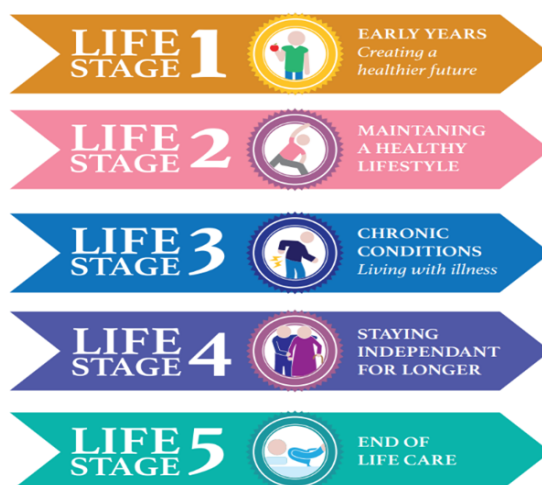 LIFE STAGE 1
EARLY YEARS
Creating a
healthier future
LIFE STAGE 2
MAINTANING
A HEALTHY
LIFESTYLE
LIFE STAGE 3
CHRONIC
CONDITIONS
Living with illness
LIFE STAGE 4
STAYING
INDEPENDANT
FOR LONGER
LIFE STAGE 5
END OF
LIFE CARE